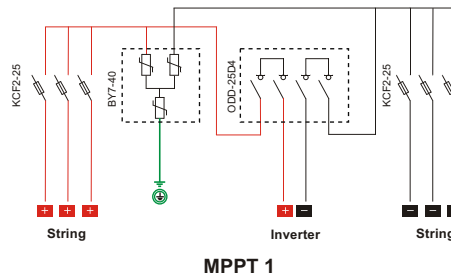 KCF2-25
BY7-40
ODD-25D4
KCF2-25
+ + + + − − −
String Inverter String
MPPT 1